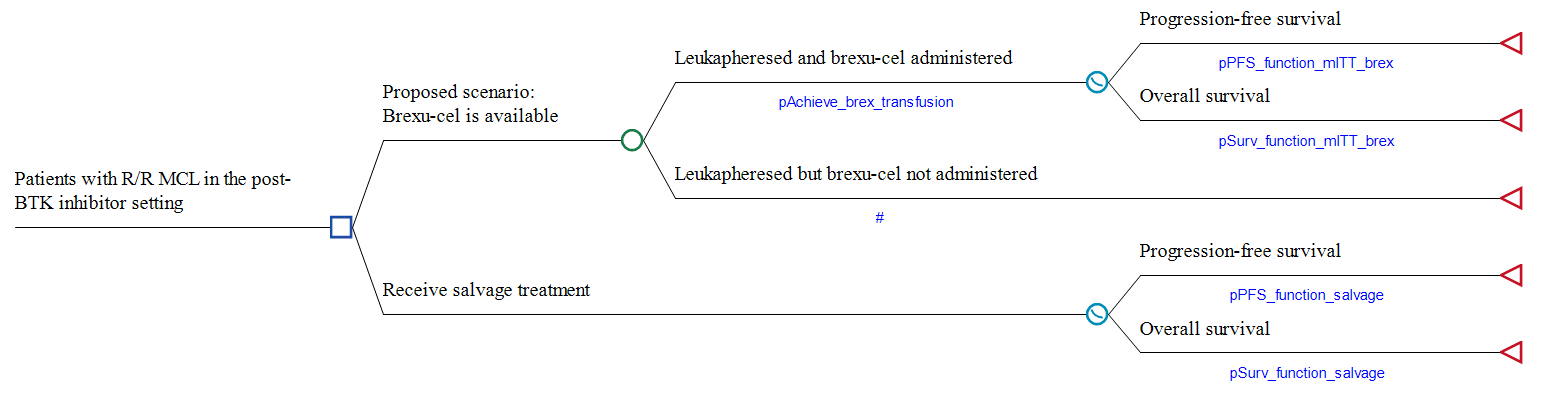 Progression-free survival
pPFS_function_mITT_brex
Leukapheresed and brexu-cel administered
pAchieve_brex_transfusion
Overall survival
pSurv_function_mITT_brex
Proposed scenario:
Brexu-cel is available
Leukapheresed but brexu-cel not administered
#
Patients with R/R MCL in the post-
BTK inhibitor setting
Progression-free survival
pPFS_function_salvage
Receive salvage treatment
Overall survival
pSurv_function_salvage